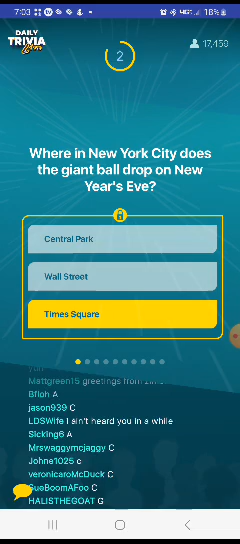 7:03
18%
DAILY
TRIVIA
Live
17,459
2
Where in New York City does
the giant ball drop on New
Year's Eve?
Central Park
Wall Street
Times Square
Mattgreen15 greetings from
Bfloh A
jason939 C
LDSWife I ain't heard you in a while
Sicking6 A
Mrswaggymcjaggy C
Johne1025 c
veronicaroMcDuck C
SueBoomAFoo C
HALISTHEGOAT G